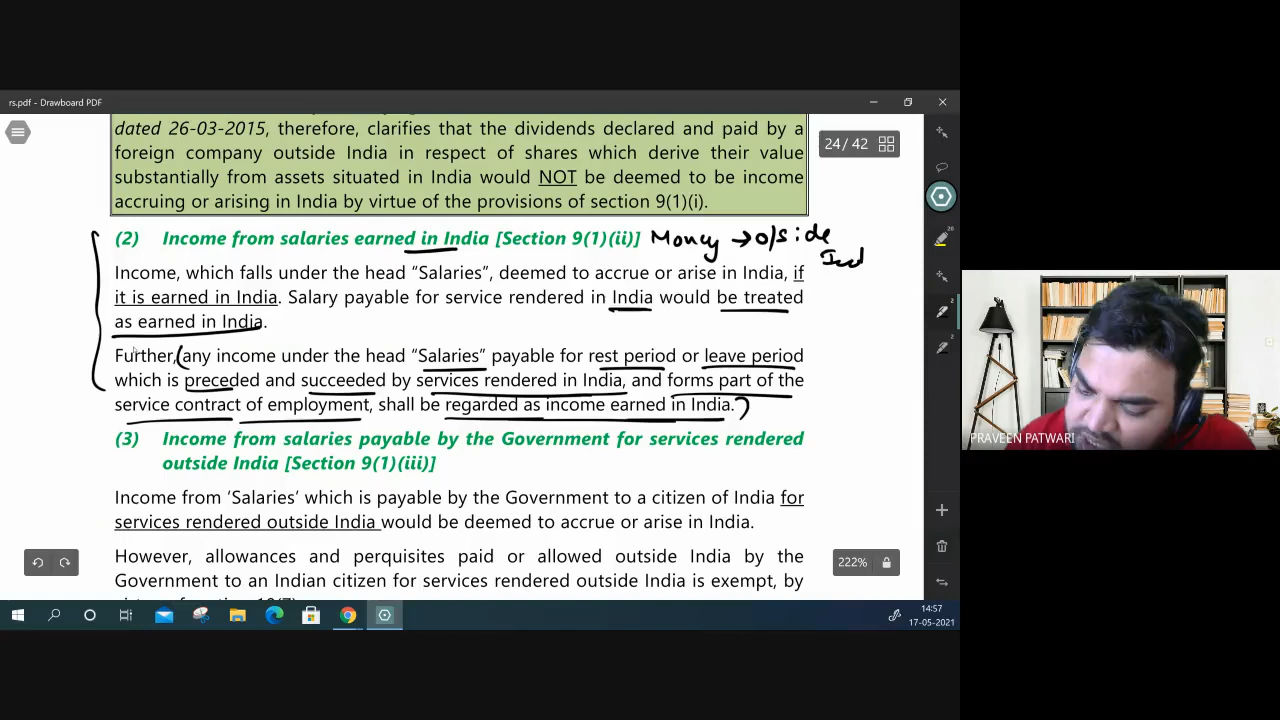 rs.pdf - Drawboard PDF
dated 26-03-2015, therefore, clarifies that the dividends declared and paid by a
foreign company outside India in respect of shares which derive their value
substantially from assets situated in India would NOT be deemed to be income
accruing or arising in India by virtue of the provisions of section 9(1)(i).
24 / 42
(2) Income from salaries earned in India [Section 9(1)(ii)] Money → o/s:de
Ind
Income, which falls under the head “Salaries”, deemed to accrue or arise in India, if
it is earned in India. Salary payable for service rendered in India would be treated
as earned in India.
Further, (any income under the head “Salaries” payable for rest period or leave period
which is preceded and succeeded by services rendered in India, and forms part of the
service contract of employment, shall be regarded as income earned in India.)
(3) Income from salaries payable by the Government for services rendered
outside India [Section 9(1)(iii)]
Income from ‘Salaries’ which is payable by the Government to a citizen of India for
services rendered outside India would be deemed to accrue or arise in India.
However, allowances and perquisites paid or allowed outside India by the
Government to an Indian citizen for services rendered outside India is exempt, by
222%
20
PRAVEEN PATWARI
14:57
17-05-2021